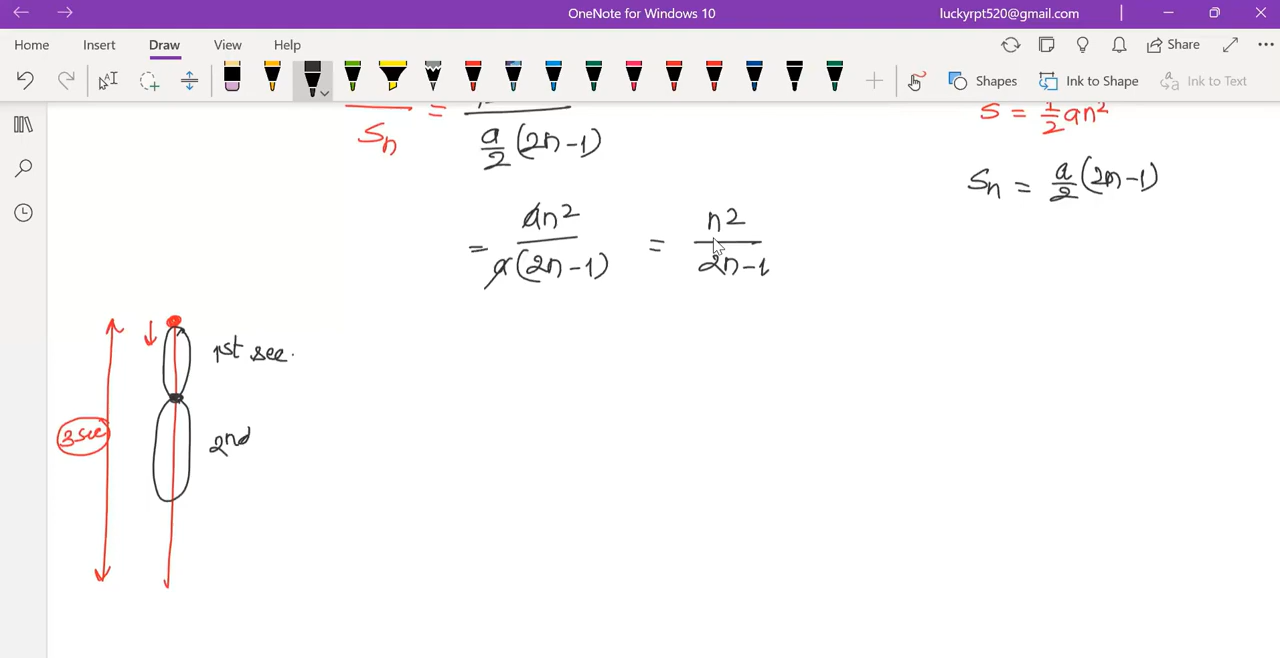 OneNote for Windows 10
luckyrpt520@gmail.com
Home Insert Draw View Help
Share
Shapes
Ink to Shape
Ink to Text
Sn = a/2 (2n-1)
S = 1/2 an²
Sn = a/2 (2n-1)
= an²/a(2n-1) = n²/2n-1
1st sec.
3 sec
2nd